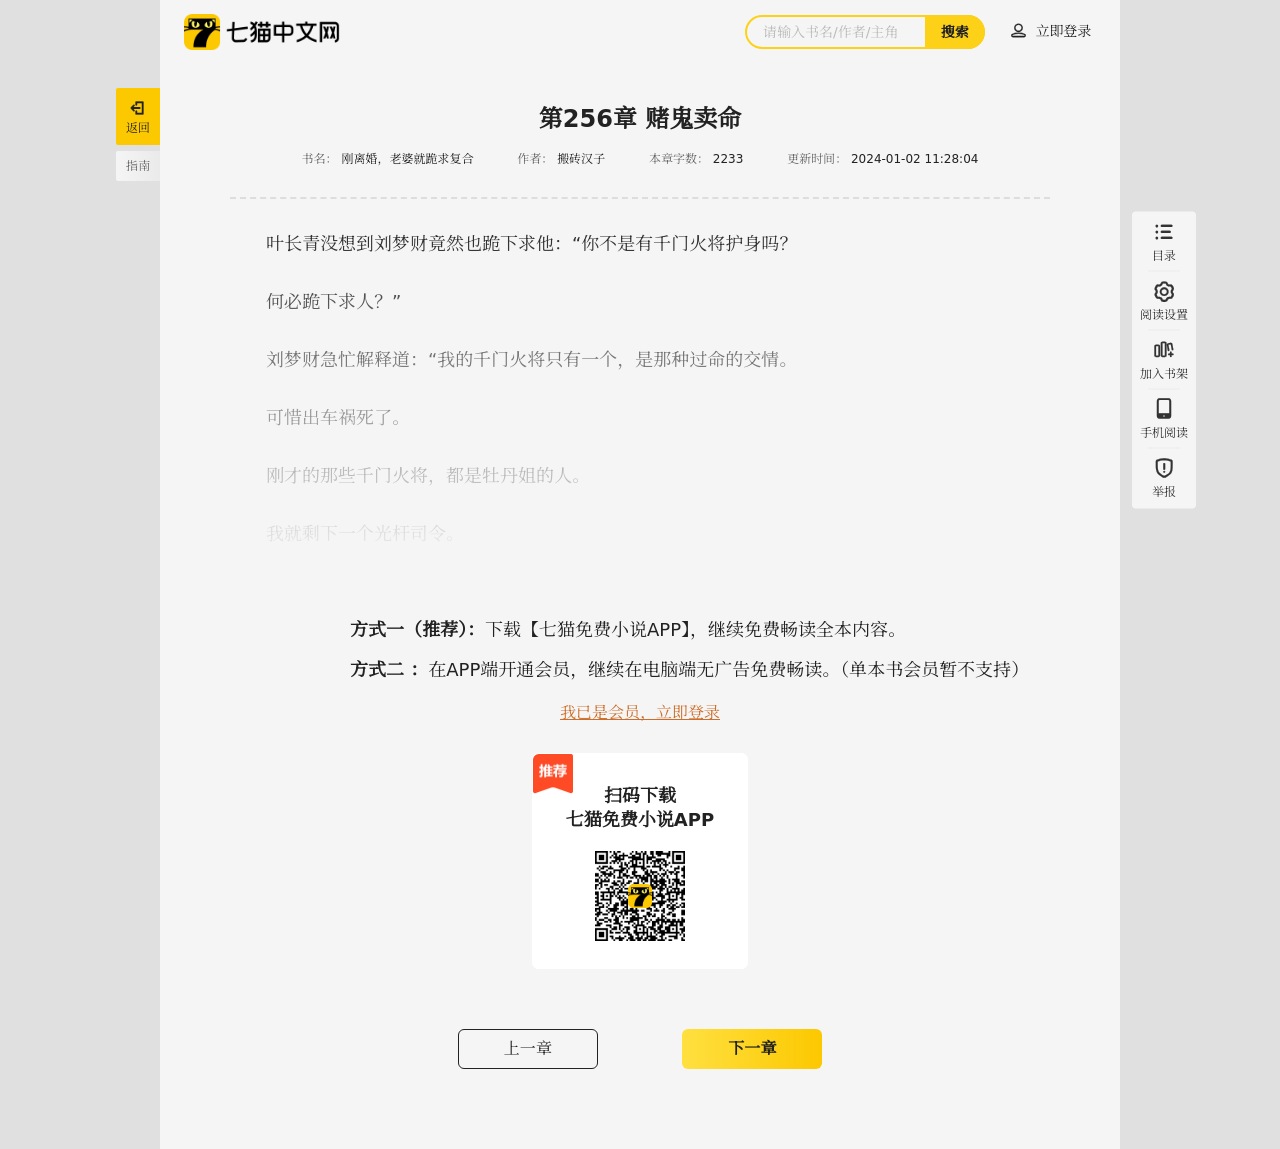 七猫中文网
请输入书名/作者/主角
搜索
立即登录
返回
指南
第256章 赌鬼卖命
书名： 刚离婚，老婆就跪求复合 作者： 搬砖汉子 本章字数： 2233 更新时间： 2024-01-02 11:28:04
叶长青没想到刘梦财竟然也跪下求他：“你不是有千门火将护身吗？
何必跪下求人？”
刘梦财急忙解释道：“我的千门火将只有一个，是那种过命的交情。
可惜出车祸死了。
刚才的那些千门火将，都是牡丹姐的人。
我就剩下一个光杆司令。
目录
阅读设置
加入书架
手机阅读
举报
方式一（推荐）：下载【七猫免费小说APP】，继续免费畅读全本内容。
方式二 ：在APP端开通会员，继续在电脑端无广告免费畅读。（单本书会员暂不支持）
我已是会员，立即登录
推荐
扫码下载
七猫免费小说APP
上一章
下一章